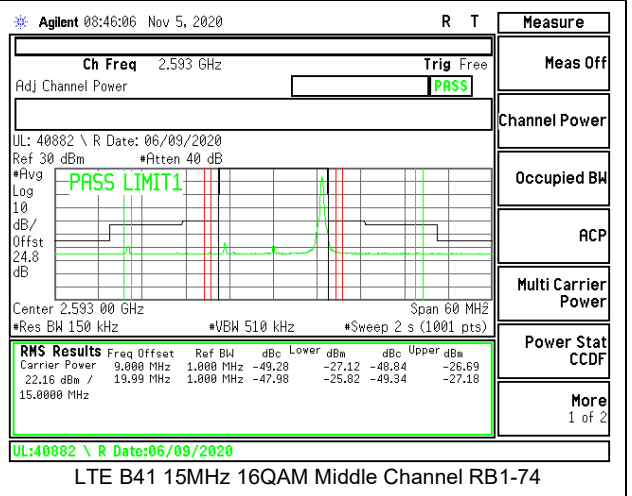 Agilent 08:46:06 Nov 5, 2020 R T
Measure
Ch Freq 2.593 GHz Trig Free
Meas Off
Adj Channel Power PASS
Channel Power
UL: 40882 \ R Date: 06/09/2020
Ref 30 dBm #Atten 40 dB
#Avg
Log
10
dB/
Offst
24.8
dB
PASS LIMIT1
Occupied BW
ACP
Multi Carrier
Power
Center 2.593 00 GHz Span 60 MHz
#Res BW 150 kHz #VBW 510 kHz #Sweep 2 s (1001 pts)
Power Stat
CCDF
RMS Results Freq Offset Ref BW dBc Lower dBm dBc Upper dBm
Carrier Power 9.000 MHz 1.000 MHz -49.28 -27.12 -48.84 -26.69
22.16 dBm / 19.99 MHz 1.000 MHz -47.98 -25.82 -49.34 -27.18
15.0000 MHz
More
1 of 2
UL:40882 \ R Date:06/09/2020
LTE B41 15MHz 16QAM Middle Channel RB1-74